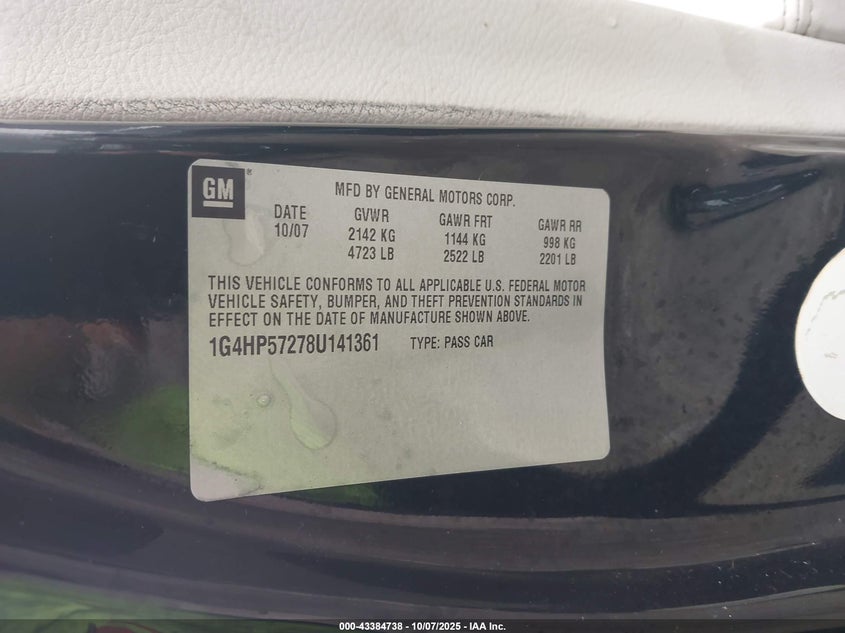 GM®
MFD BY GENERAL MOTORS CORP.
DATE GVWR GAWR FRT GAWR RR
10/07 2142 KG 1144 KG 998 KG
4723 LB 2522 LB 2201 LB
THIS VEHICLE CONFORMS TO ALL APPLICABLE U.S. FEDERAL MOTOR
VEHICLE SAFETY, BUMPER, AND THEFT PREVENTION STANDARDS IN
EFFECT ON THE DATE OF MANUFACTURE SHOWN ABOVE.
1G4HP57278U141361 TYPE: PASS CAR
000-43384738 - 10/07/2025 - IAA Inc.